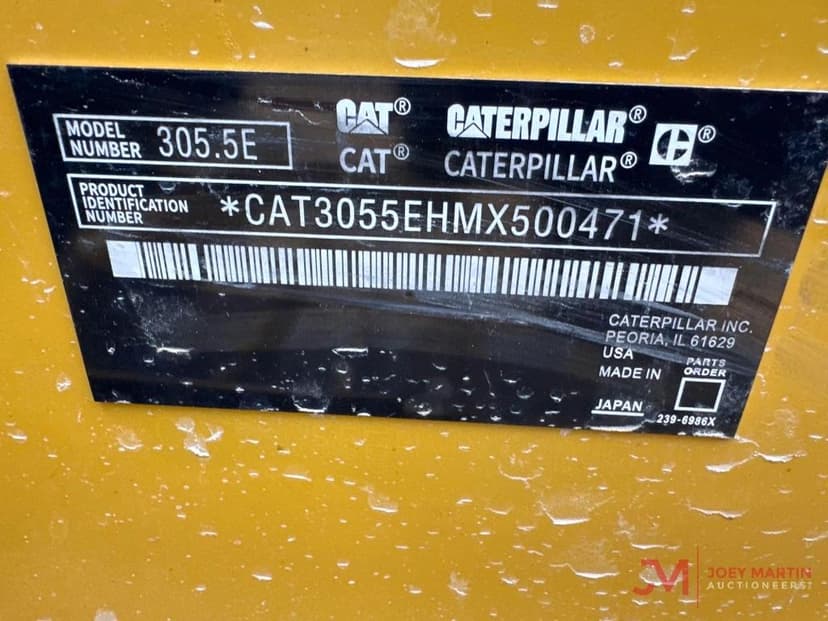 MODEL NUMBER 305.5E
CAT® CATERPILLAR® C®
CAT® CATERPILLAR®
PRODUCT
IDENTIFICATION
NUMBER
*CAT3055EHMX500471*
CATERPILLAR INC.
PEORIA, IL 61629
USA
MADE IN
JAPAN
PARTS
ORDER
239-6986X
JM JOEY MARTIN
AUCTIONEERS